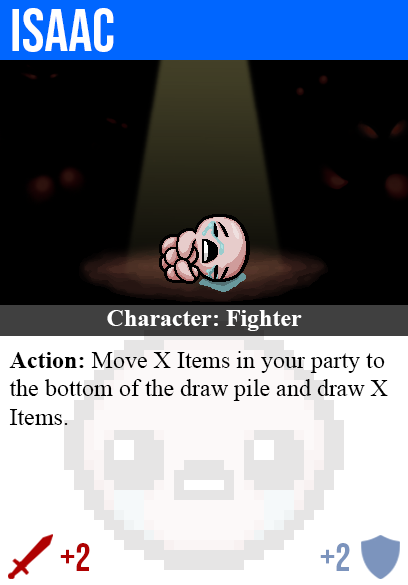 ISAAC
Character: Fighter
Action: Move X Items in your party to
the bottom of the draw pile and draw X
Items.
+2 +2